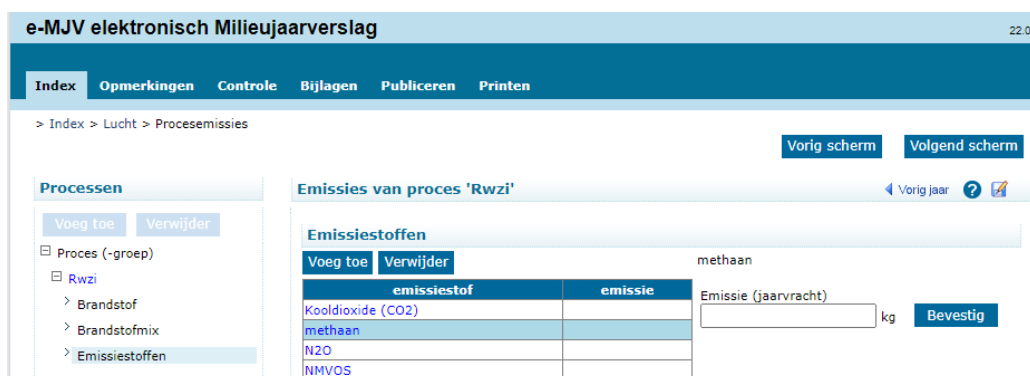 e-MJV elektronisch Milieujaarverslag
22.0
Index Opmerkingen Controle Bijlagen Publiceren Printen
> Index > Lucht > Procesemissies
Vorig scherm Volgend scherm
Processen
Voeg toe Verwijder
Proces (-groep)
Rwzi
Brandstof
Brandstofmix
Emissiestoffen
Emissies van proces 'Rwzi'
Vorig jaar
Emissiestoffen
Voeg toe Verwijder
emissiestof emissie
Kooldioxide (CO2)
methaan
N2O
NMVOS
methaan
Emissie (jaarvracht)
kg Bevestig